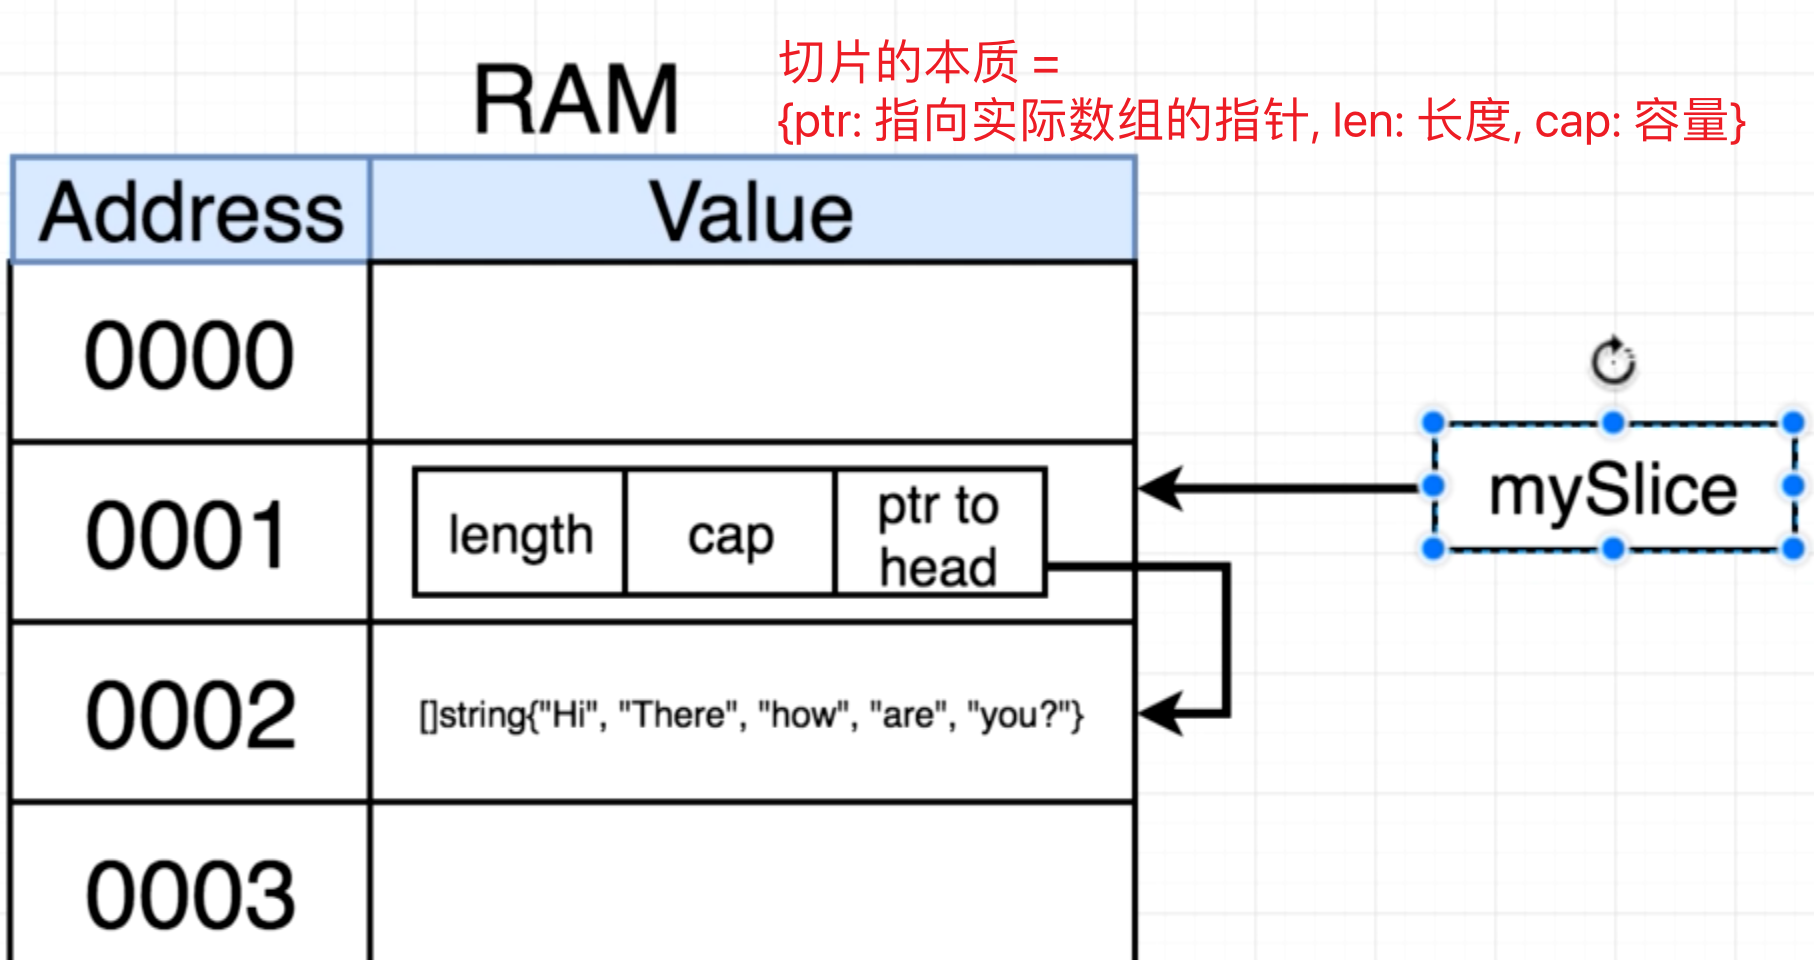 切片的本质 =
{ptr: 指向实际数组的指针, len: 长度, cap: 容量}
RAM
Address Value
0000
0001 length cap ptr to
head
mySlice
0002 []string{"Hi", "There", "how", "are", "you?"}
0003